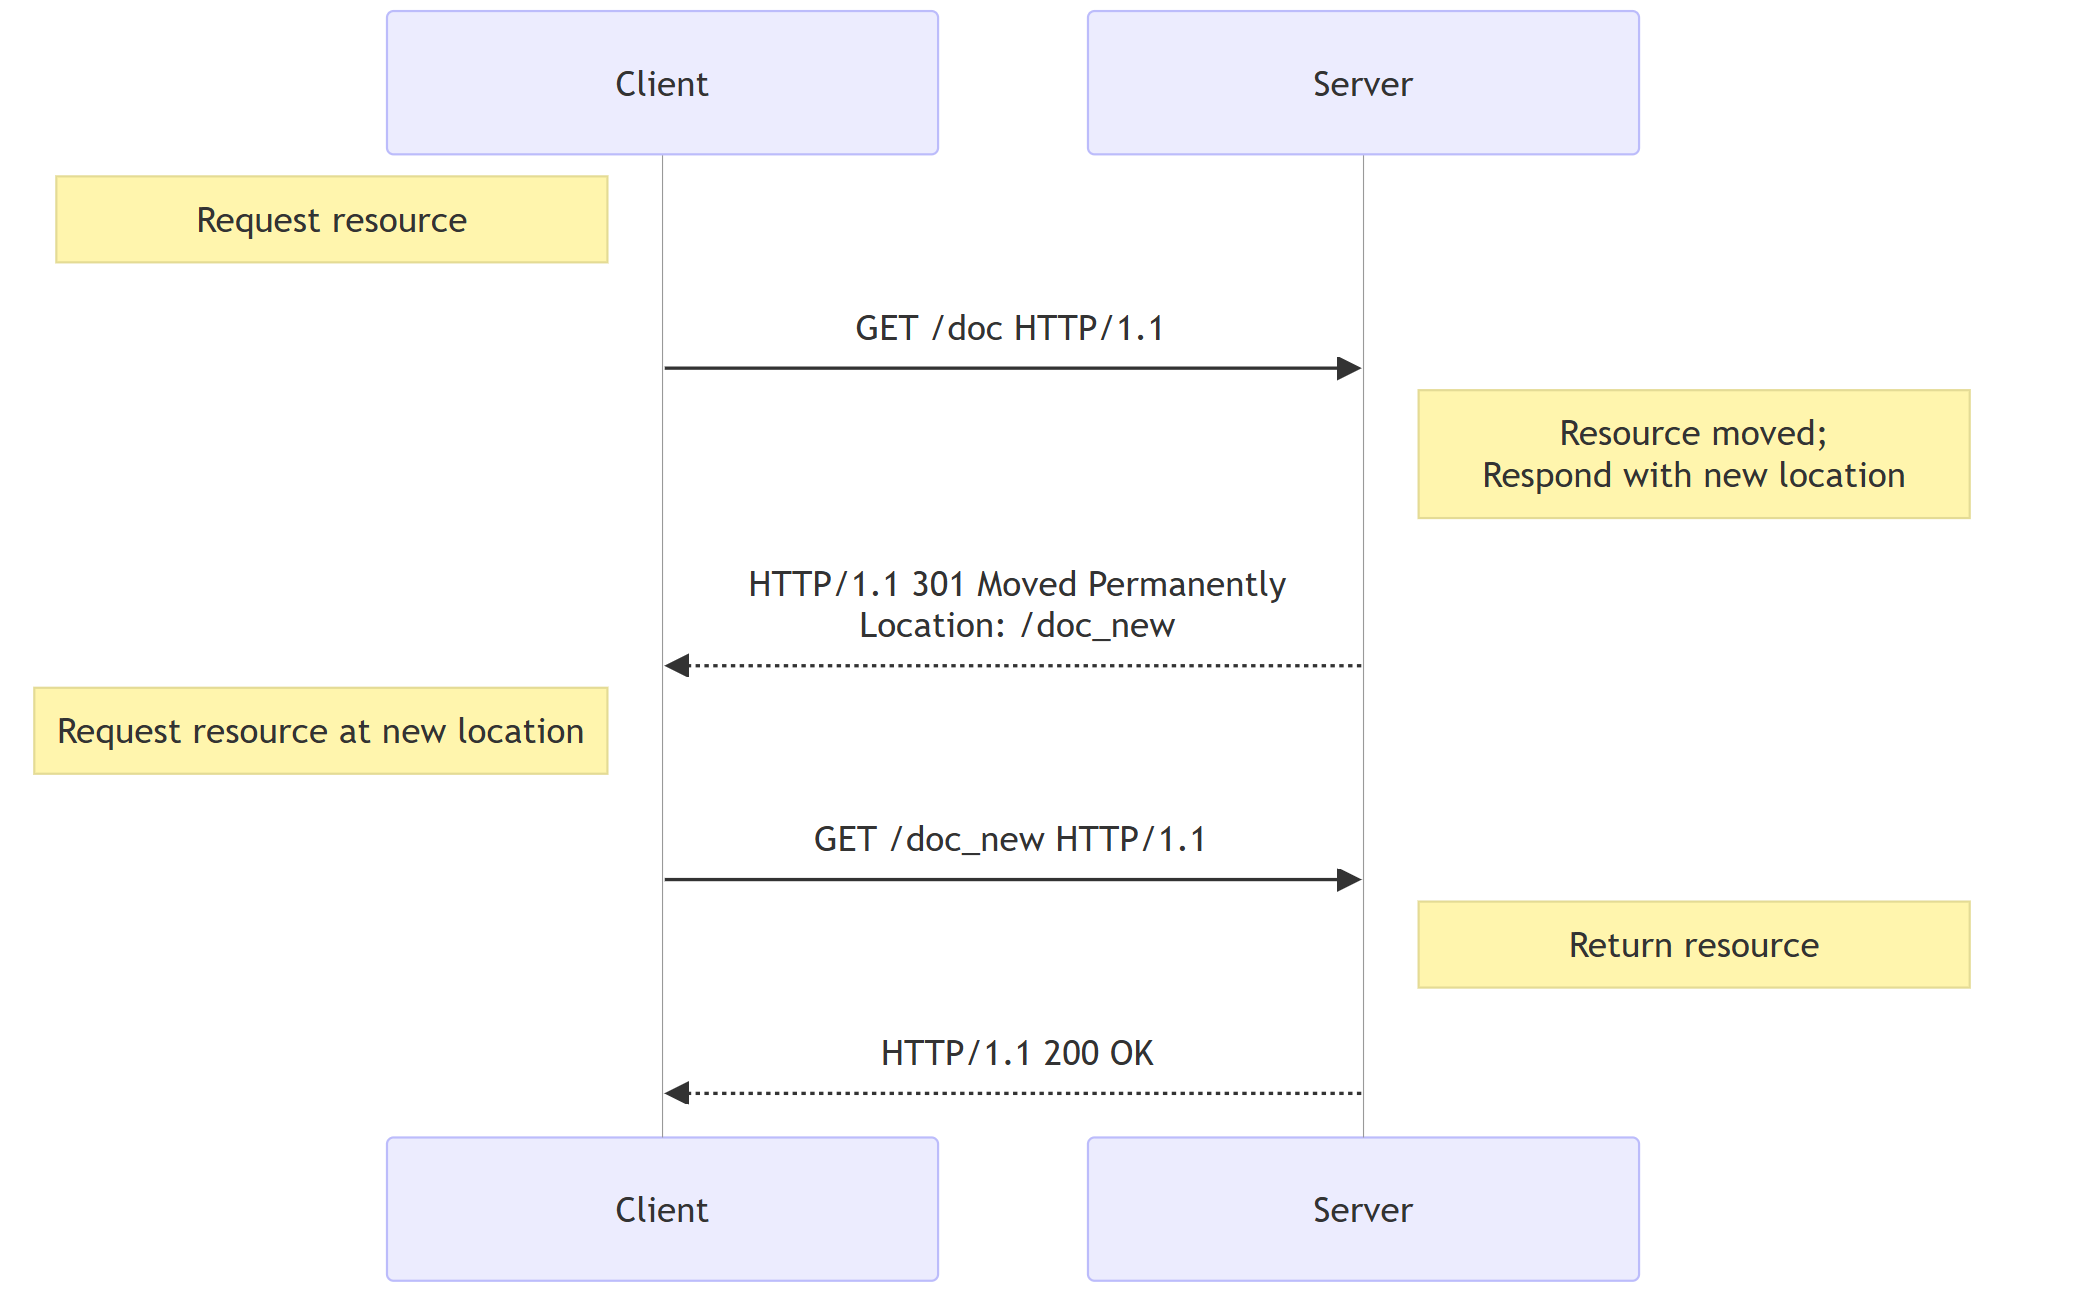 Client
Server
Request resource
GET /doc HTTP/1.1
Resource moved;
Respond with new location
HTTP/1.1 301 Moved Permanently
Location: /doc_new
Request resource at new location
GET /doc_new HTTP/1.1
Return resource
HTTP/1.1 200 OK
Client
Server